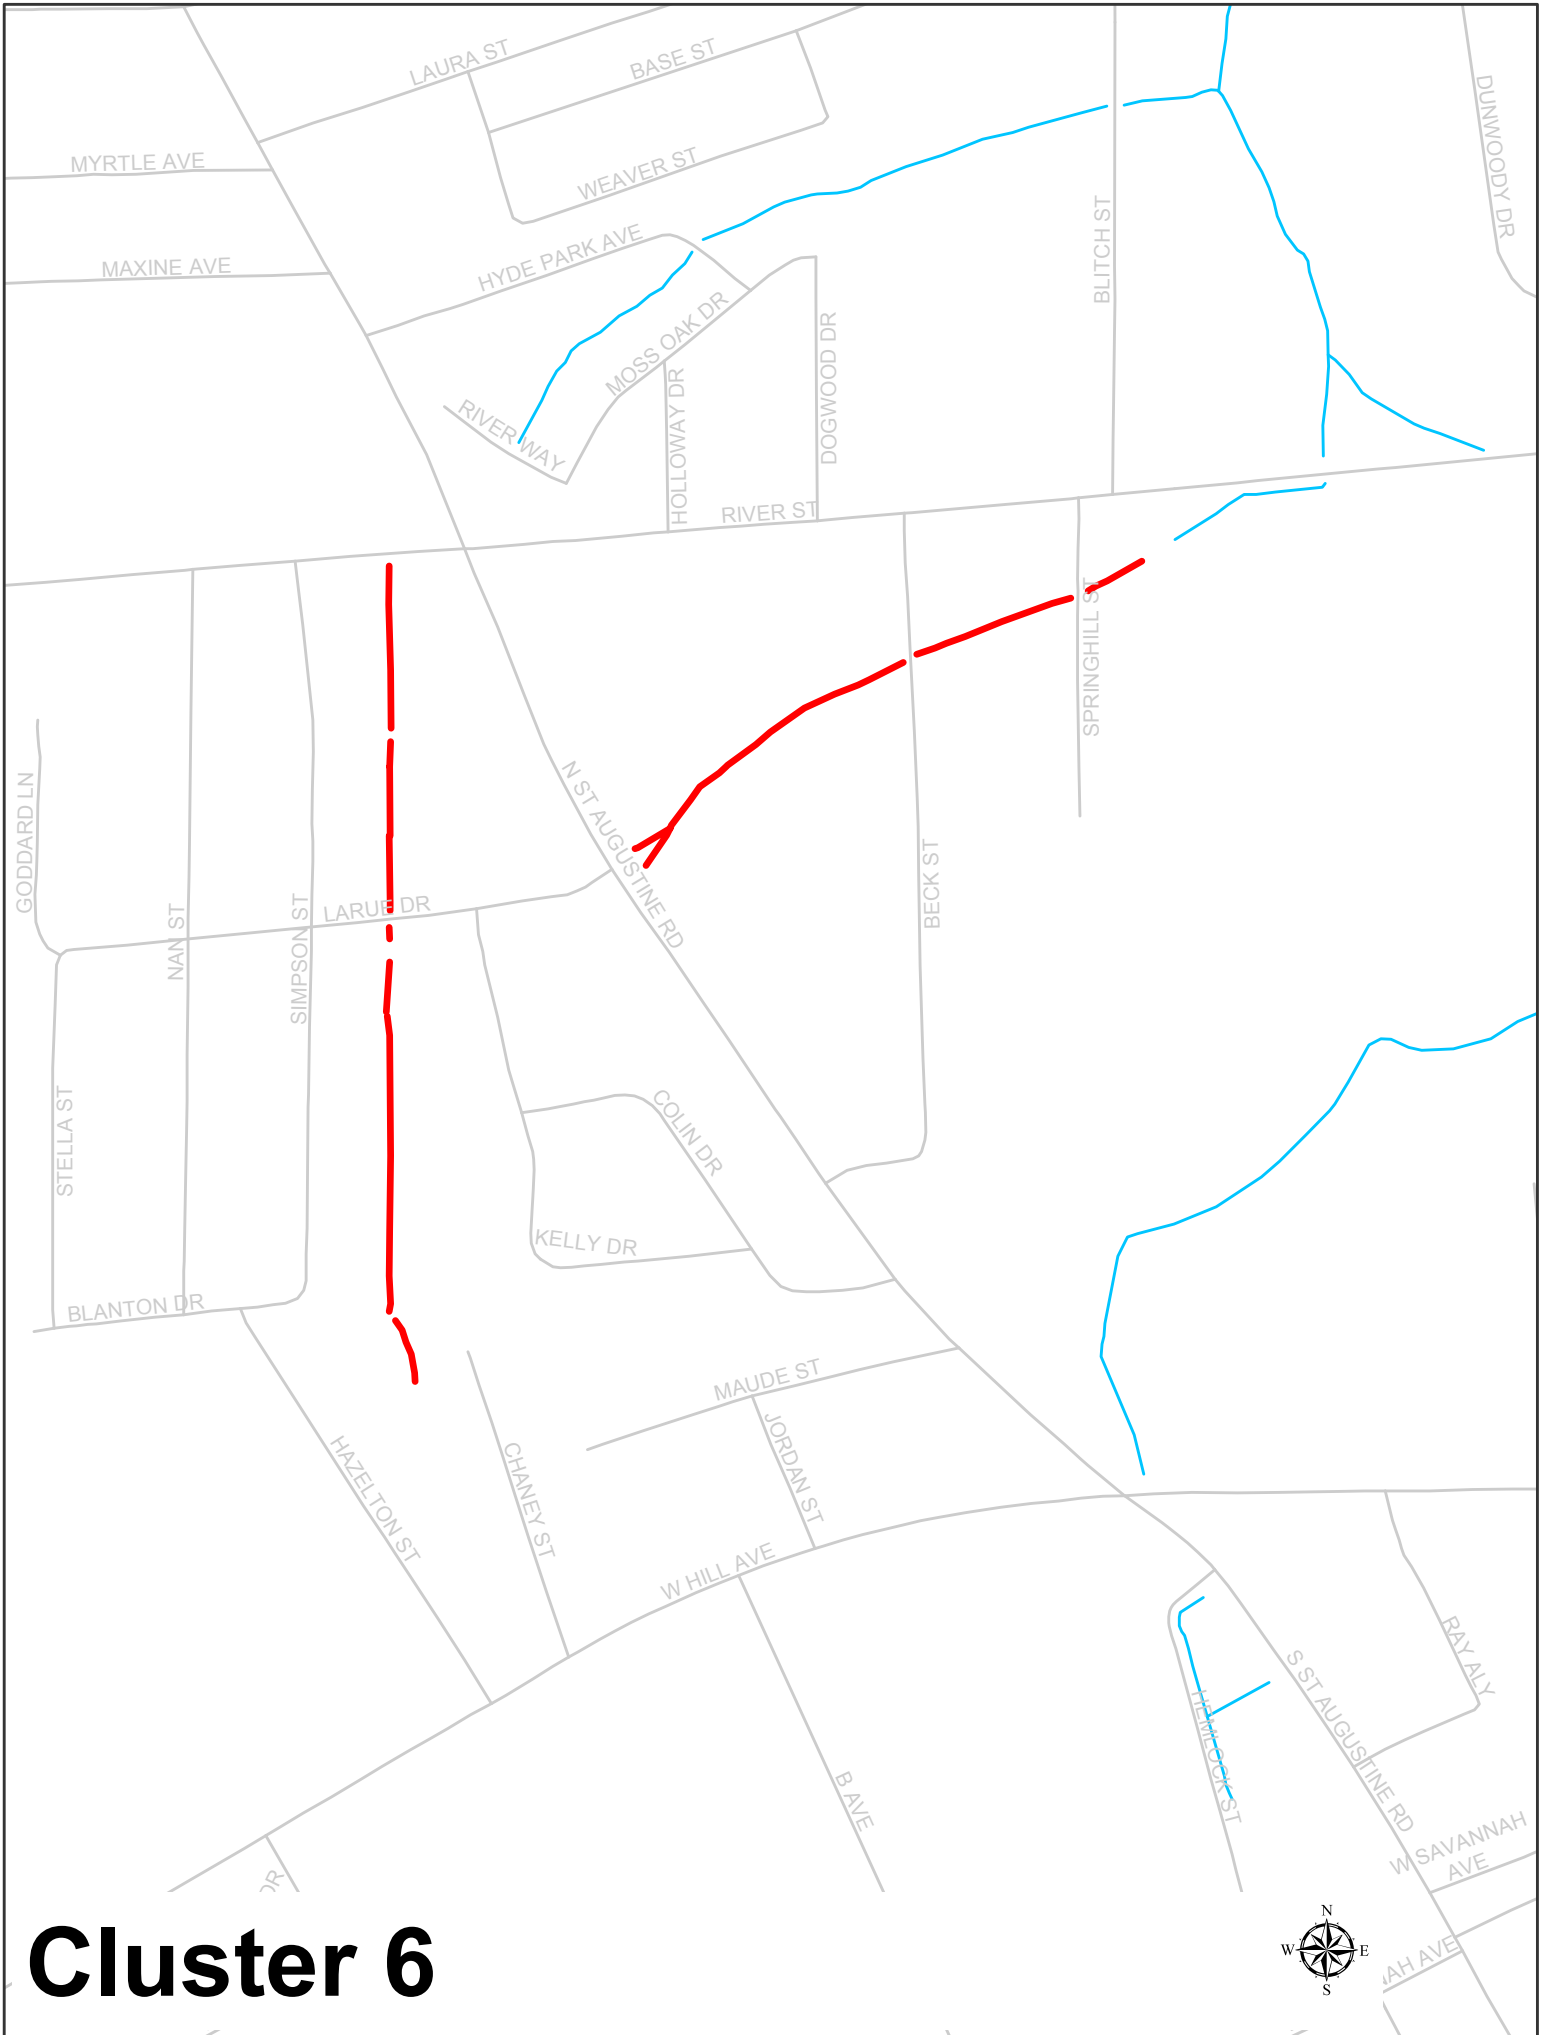 LAURA ST
BASE ST
DUNWOODY DR
MYRTLE AVE
WEAVER ST
BLITCH ST
HYDE PARK AVE
MAXINE AVE
MOSS OAK DR
DOGWOOD DR
HOLLOWAY DR
RIVER WAY
RIVER ST
SPRINGHILL ST
N ST AUGUSTINE RD
GODDARD LN
BECK ST
LARUE DR
NAN ST
SIMPSON ST
STELLA ST
COLIN DR
KELLY DR
BLANTON DR
MAUDE ST
JORDAN ST
HAZELTON ST
CHANEY ST
W HILL AVE
RAY ALY
S ST AUGUSTINE RD
HEMLOCK ST
B AVE
W SAVANNAH
AVE
DR
N
W E
S
AH AVE
Cluster 6